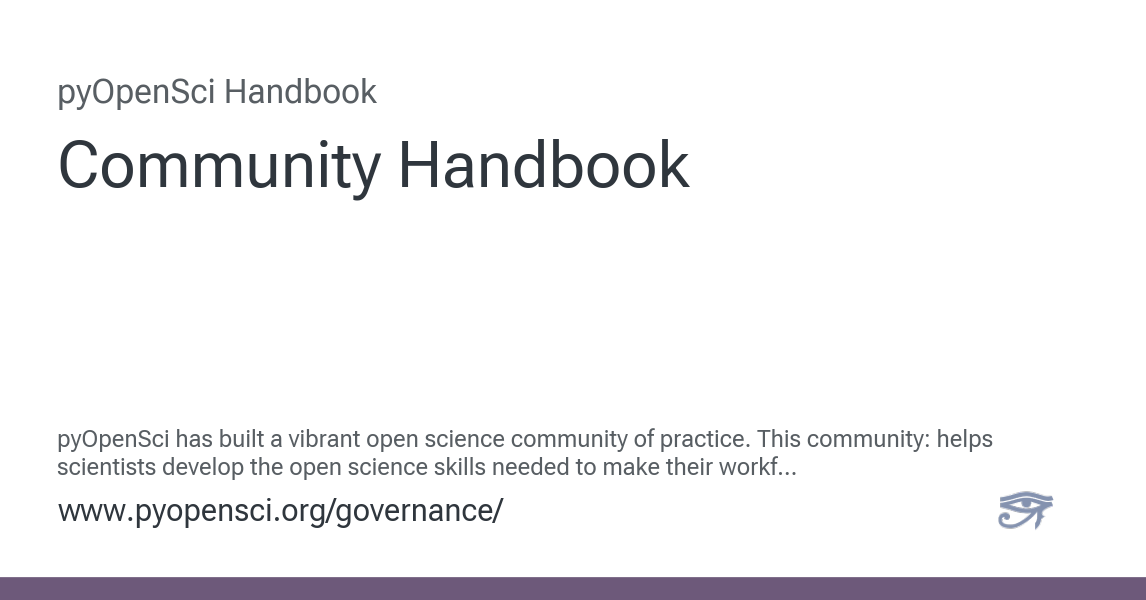 pyOpenSci Handbook
Community Handbook
pyOpenSci has built a vibrant open science community of practice. This community: helps
scientists develop the open science skills needed to make their workf...
www.pyopensci.org/governance/